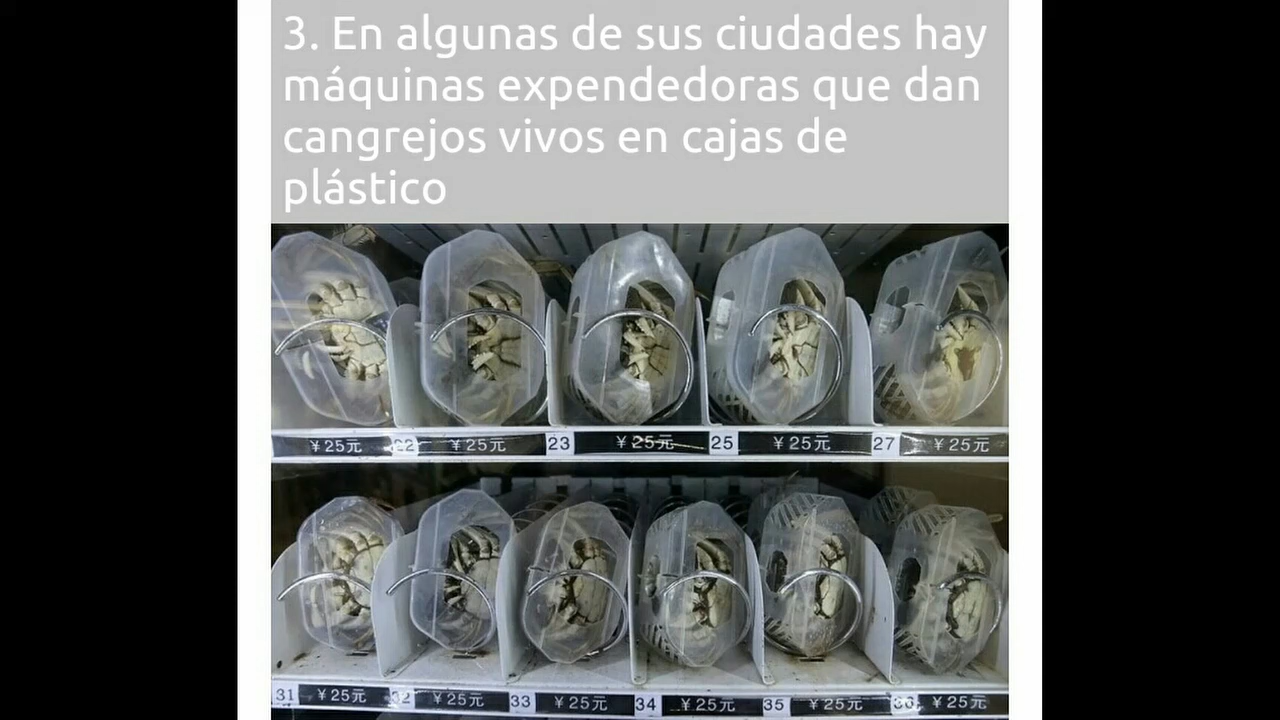 3. En algunas de sus ciudades hay
máquinas expendedoras que dan
cangrejos vivos en cajas de
plástico
¥25元 22 ¥25元 23 ¥25元 25 ¥25元 27 ¥25元
31 ¥25元 32 ¥25元 33 ¥25元 34 ¥25元 35 ¥25元 36 ¥25元